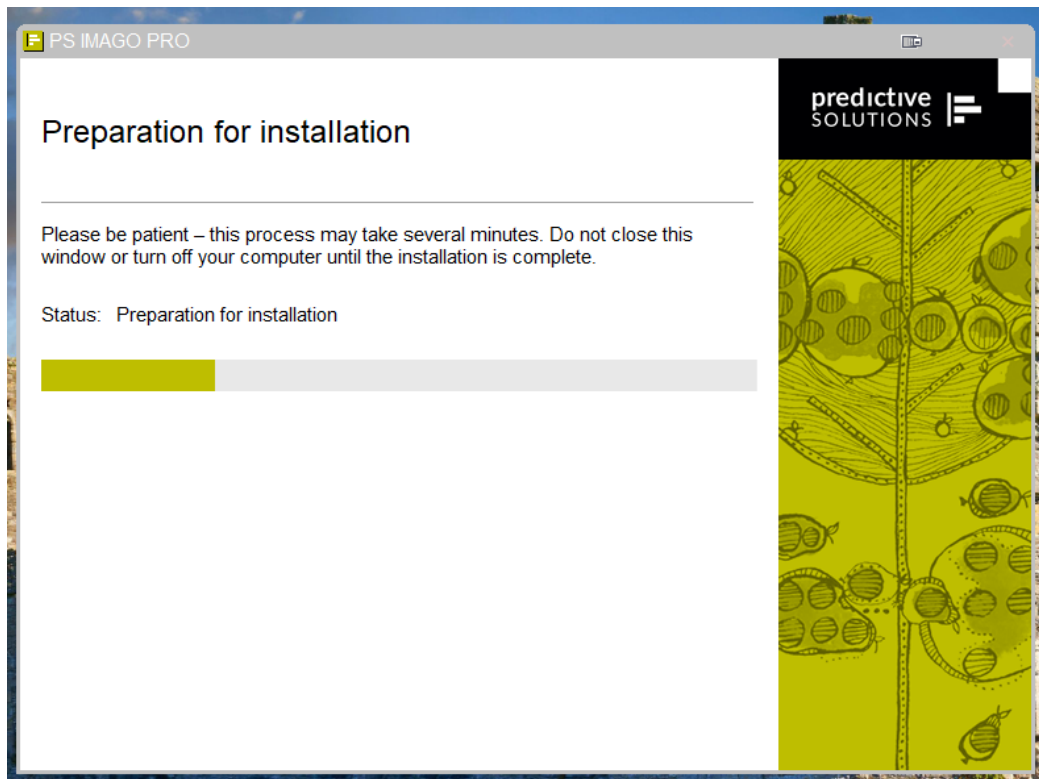 PS IMAGO PRO
predictive
SOLUTIONS
Preparation for installation
Please be patient – this process may take several minutes. Do not close this
window or turn off your computer until the installation is complete.
Status: Preparation for installation